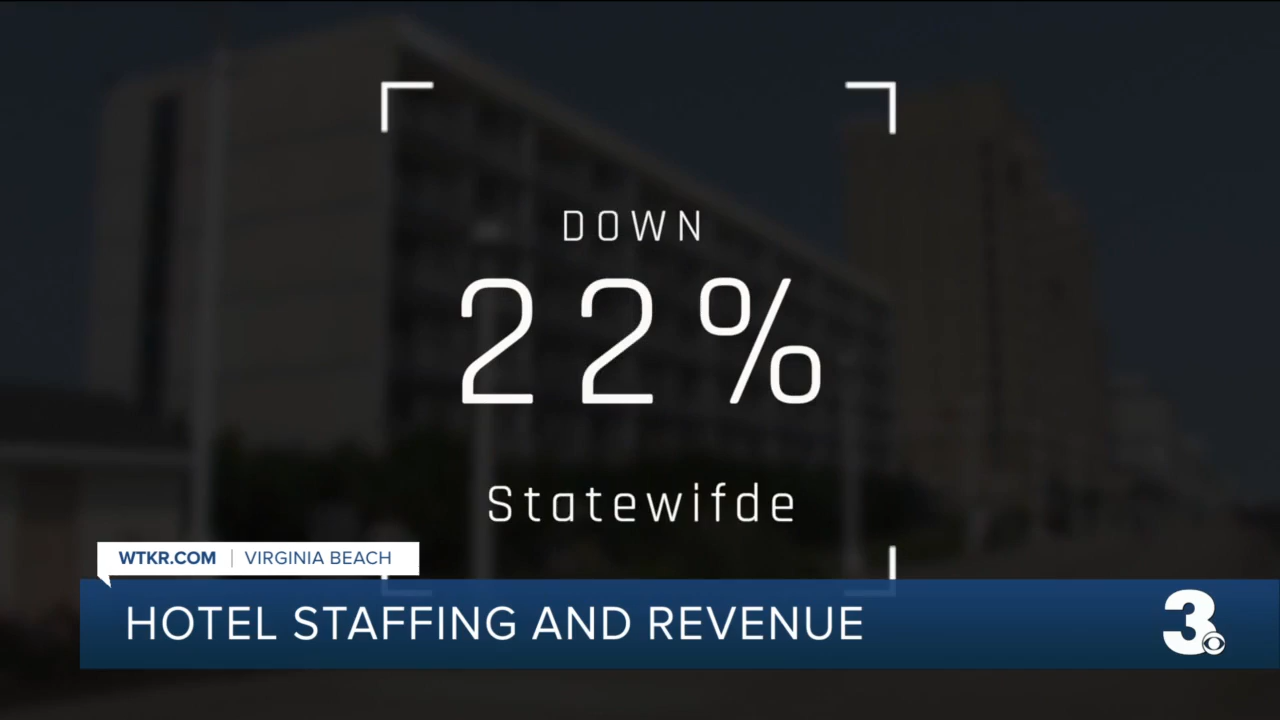 DOWN
22%
Statewifde
WTKR.COM | VIRGINIA BEACH
HOTEL STAFFING AND REVENUE
3